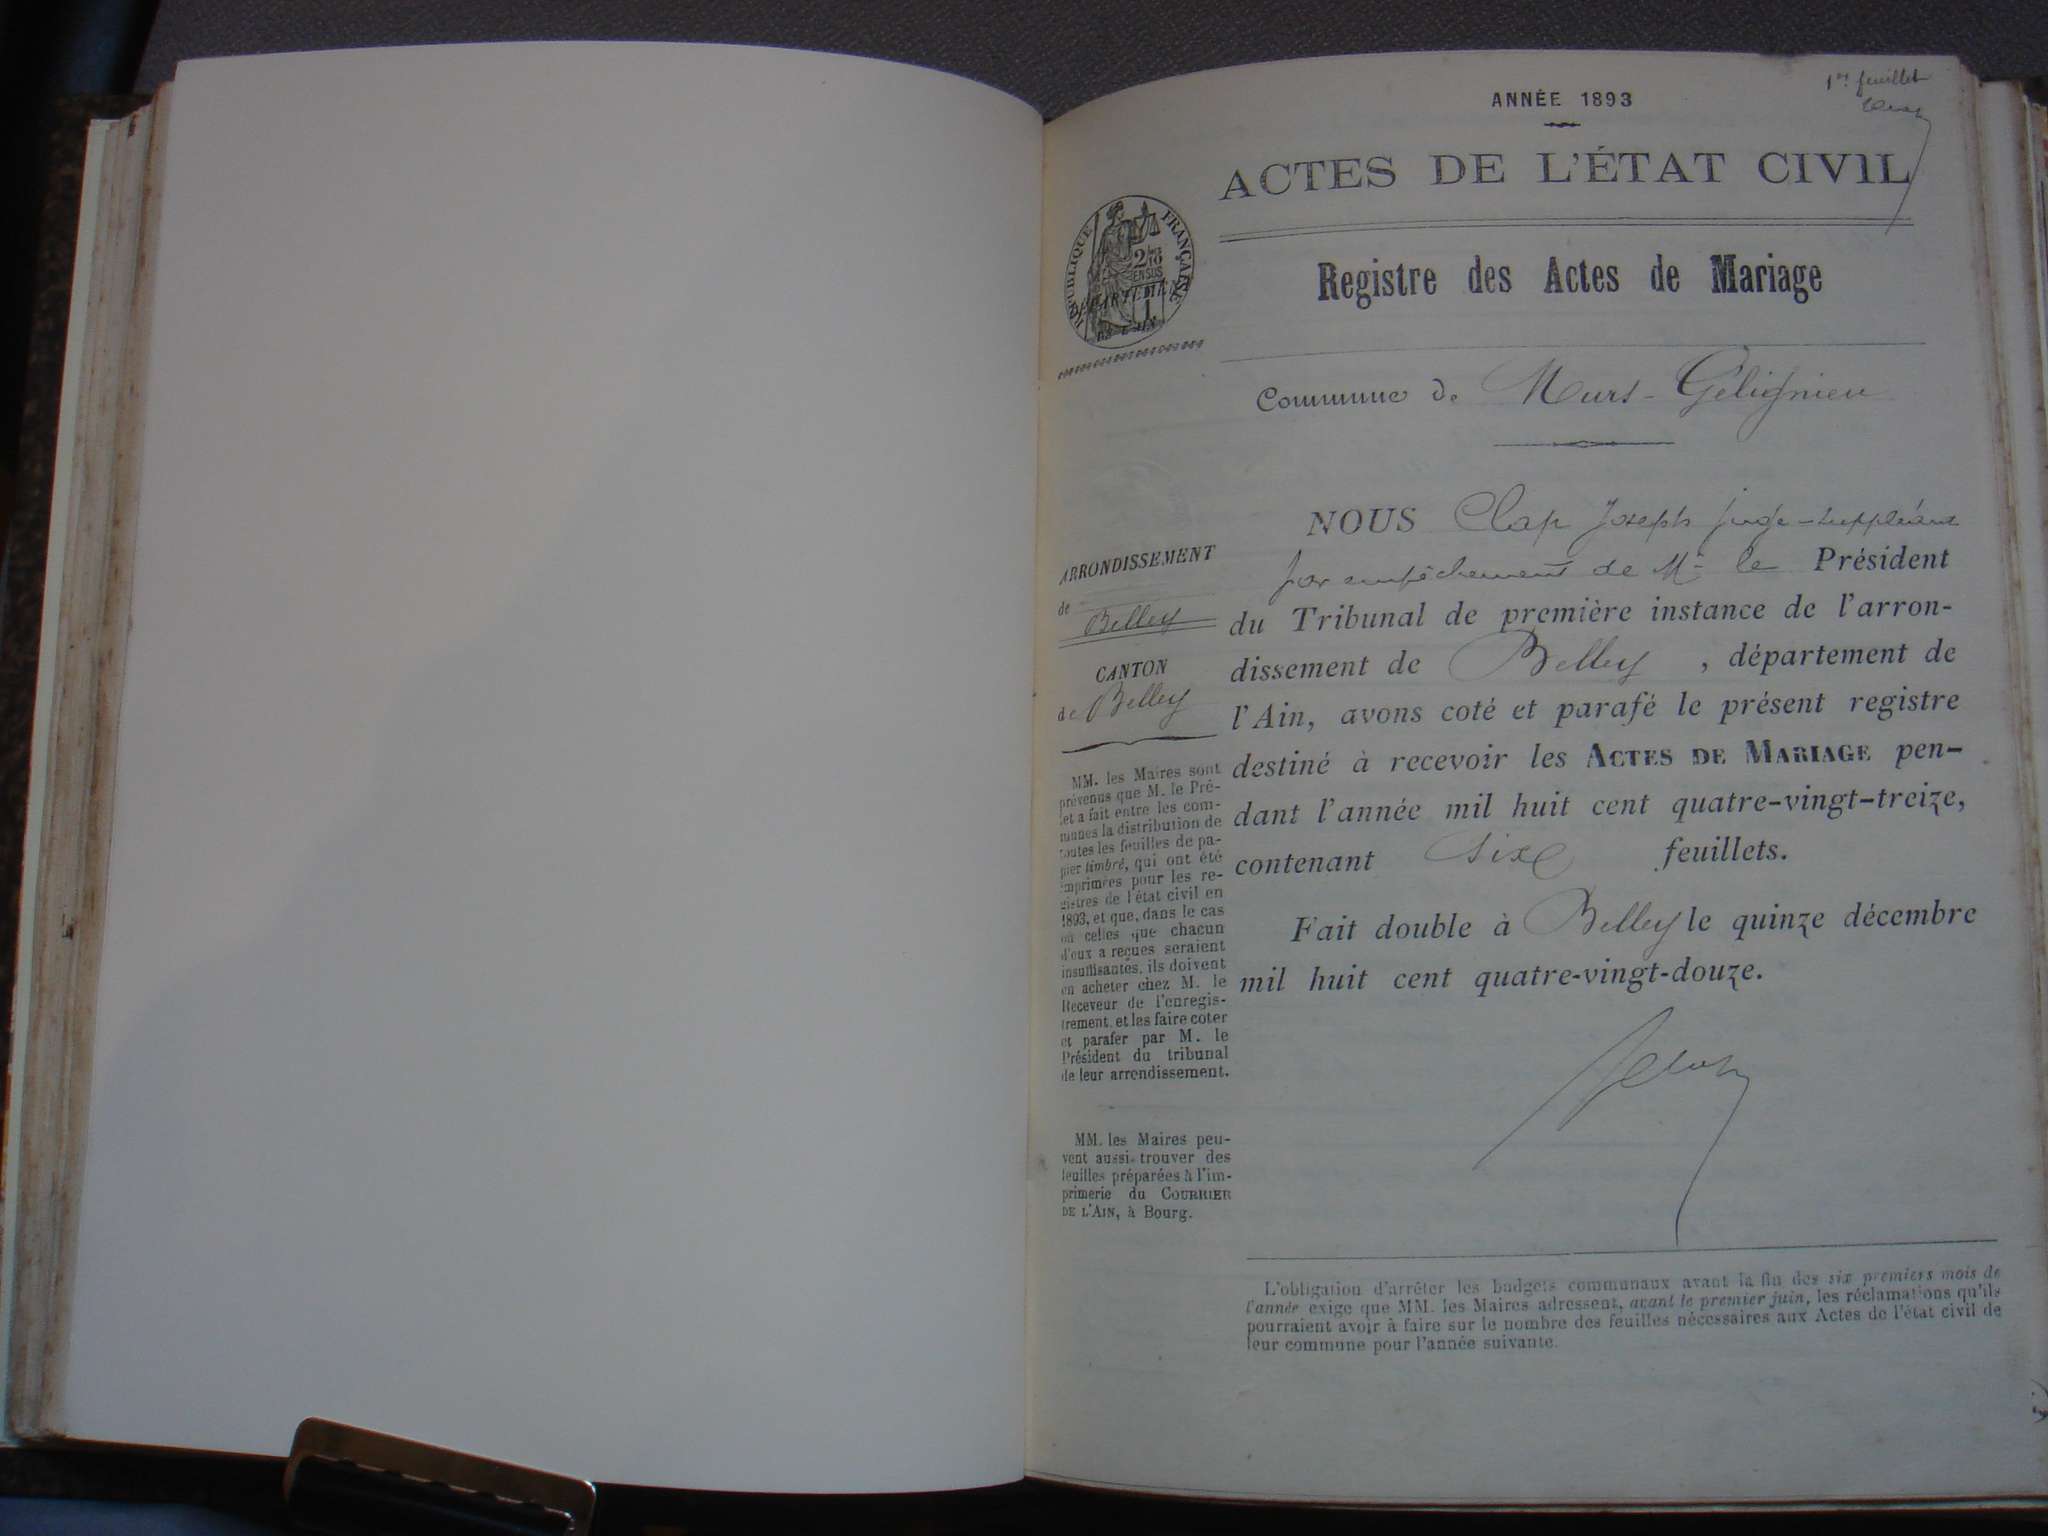 1er feuillet
ANNÉE 1893
ACTES DE L'ÉTAT CIVIL
RÉPUBLIQUE FRANÇAISE
2 10
EN SUS
DÉPARTEMENT
DE L'AIN
Registre des Actes de Mariage
Commune de Murs-Gélignieu
ARRONDISSEMENT
de
Belley
CANTON
de Belley
MM. les Maires sont
prévenus que M. le Pré-
fet a fait entre les com-
munes la distribution de
toutes les feuilles de pa-
pier timbré, qui ont été
imprimées pour les re-
gistres de l'état civil en
1893, et que, dans le cas
où celles que chacun
d'eux a reçues seraient
insuffisantes, ils doivent
en acheter chez M. le
Receveur de l'enregis-
trement, et les faire coter
et parafer par M. le
Président du tribunal
de leur arrondissement.
MM. les Maires peu-
vent aussi trouver des
feuilles préparées à l'im-
primerie du COURRIER
DE L'AIN, à Bourg.
NOUS Clap Joseph juge-suppléant
par empêchement de Mr le Président
du Tribunal de première instance de l'arron-
dissement de Belley, département de
l'Ain, avons coté et parafé le présent registre
destiné à recevoir les ACTES DE MARIAGE pen-
dant l'année mil huit cent quatre-vingt-treize,
contenant six feuillets.
Fait double à Belley le quinze décembre
mil huit cent quatre-vingt-douze.
L'obligation d'arrêter les budgets communaux avant la fin des six premiers mois de
l'année exige que MM. les Maires adressent, avant le premier juin, les réclamations qu'ils
pourraient avoir à faire sur le nombre des feuilles nécessaires aux Actes de l'état civil de
leur commune pour l'année suivante.